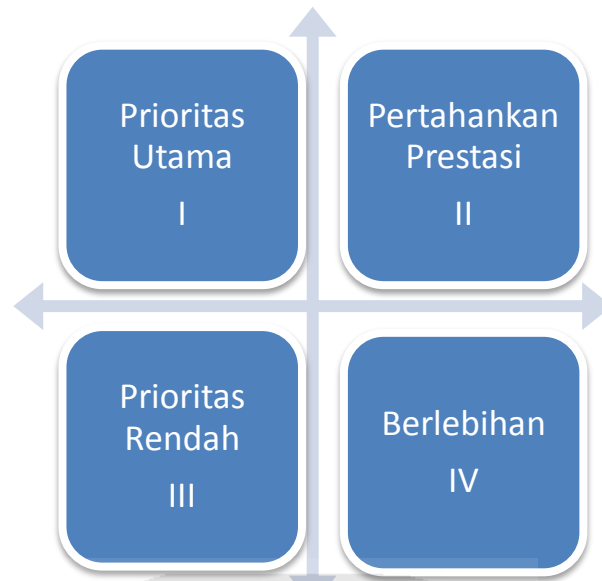 Prioritas
Utama
I
Pertahankan
Prestasi
II
Prioritas
Rendah
III
Berlebihan
IV